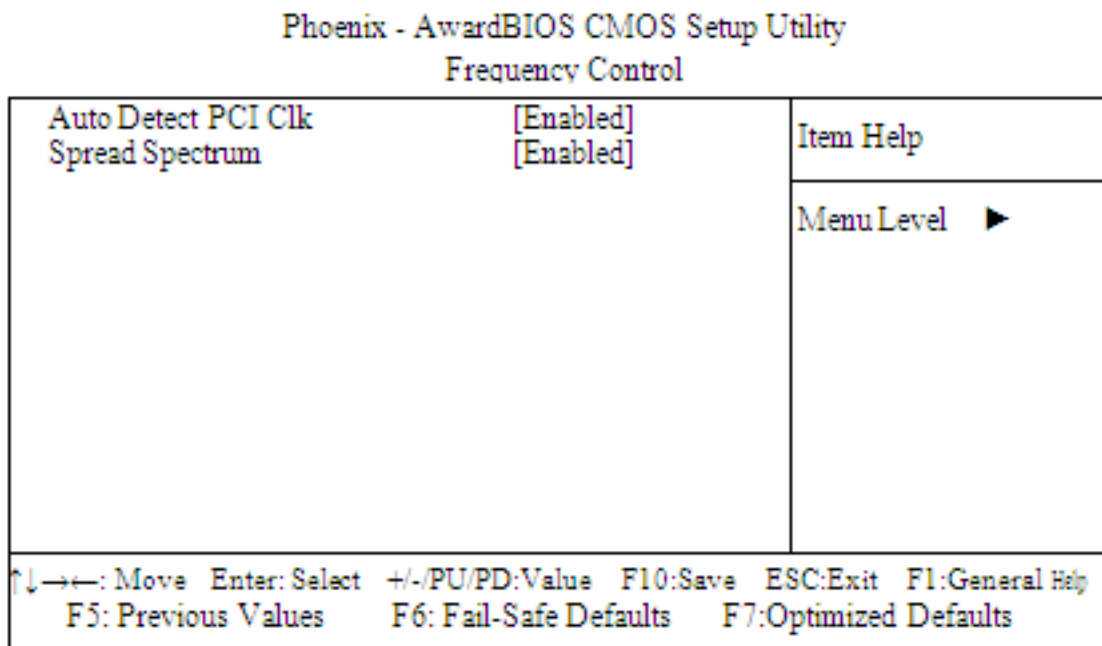 Phoenix - AwardBIOS CMOS Setup Utility
Frequency Control
Auto Detect PCI Clk [Enabled]
Spread Spectrum [Enabled]
Item Help
Menu Level ►
↑↓→←: Move Enter: Select +/-/PU/PD:Value F10:Save ESC:Exit F1:General Help
F5: Previous Values F6: Fail-Safe Defaults F7:Optimized Defaults